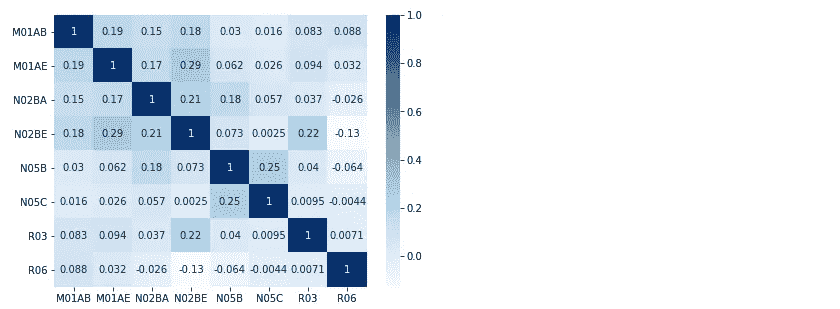 M01AB 1 0.19 0.15 0.18 0.03 0.016 0.083 0.088
M01AE 0.19 1 0.17 0.29 0.062 0.026 0.094 0.032
N02BA 0.15 0.17 1 0.21 0.18 0.057 0.037 -0.026
N02BE 0.18 0.29 0.21 1 0.073 0.0025 0.22 -0.13
N05B 0.03 0.062 0.18 0.073 1 0.25 0.04 -0.064
N05C 0.016 0.026 0.057 0.0025 0.25 1 0.0095 -0.0044
R03 0.083 0.094 0.037 0.22 0.04 0.0095 1 0.0071
R06 0.088 0.032 -0.026 -0.13 -0.064 -0.0044 0.0071 1
M01AB M01AE N02BA N02BE N05B N05C R03 R06
1.0
0.8
0.6
0.4
0.2
0.0